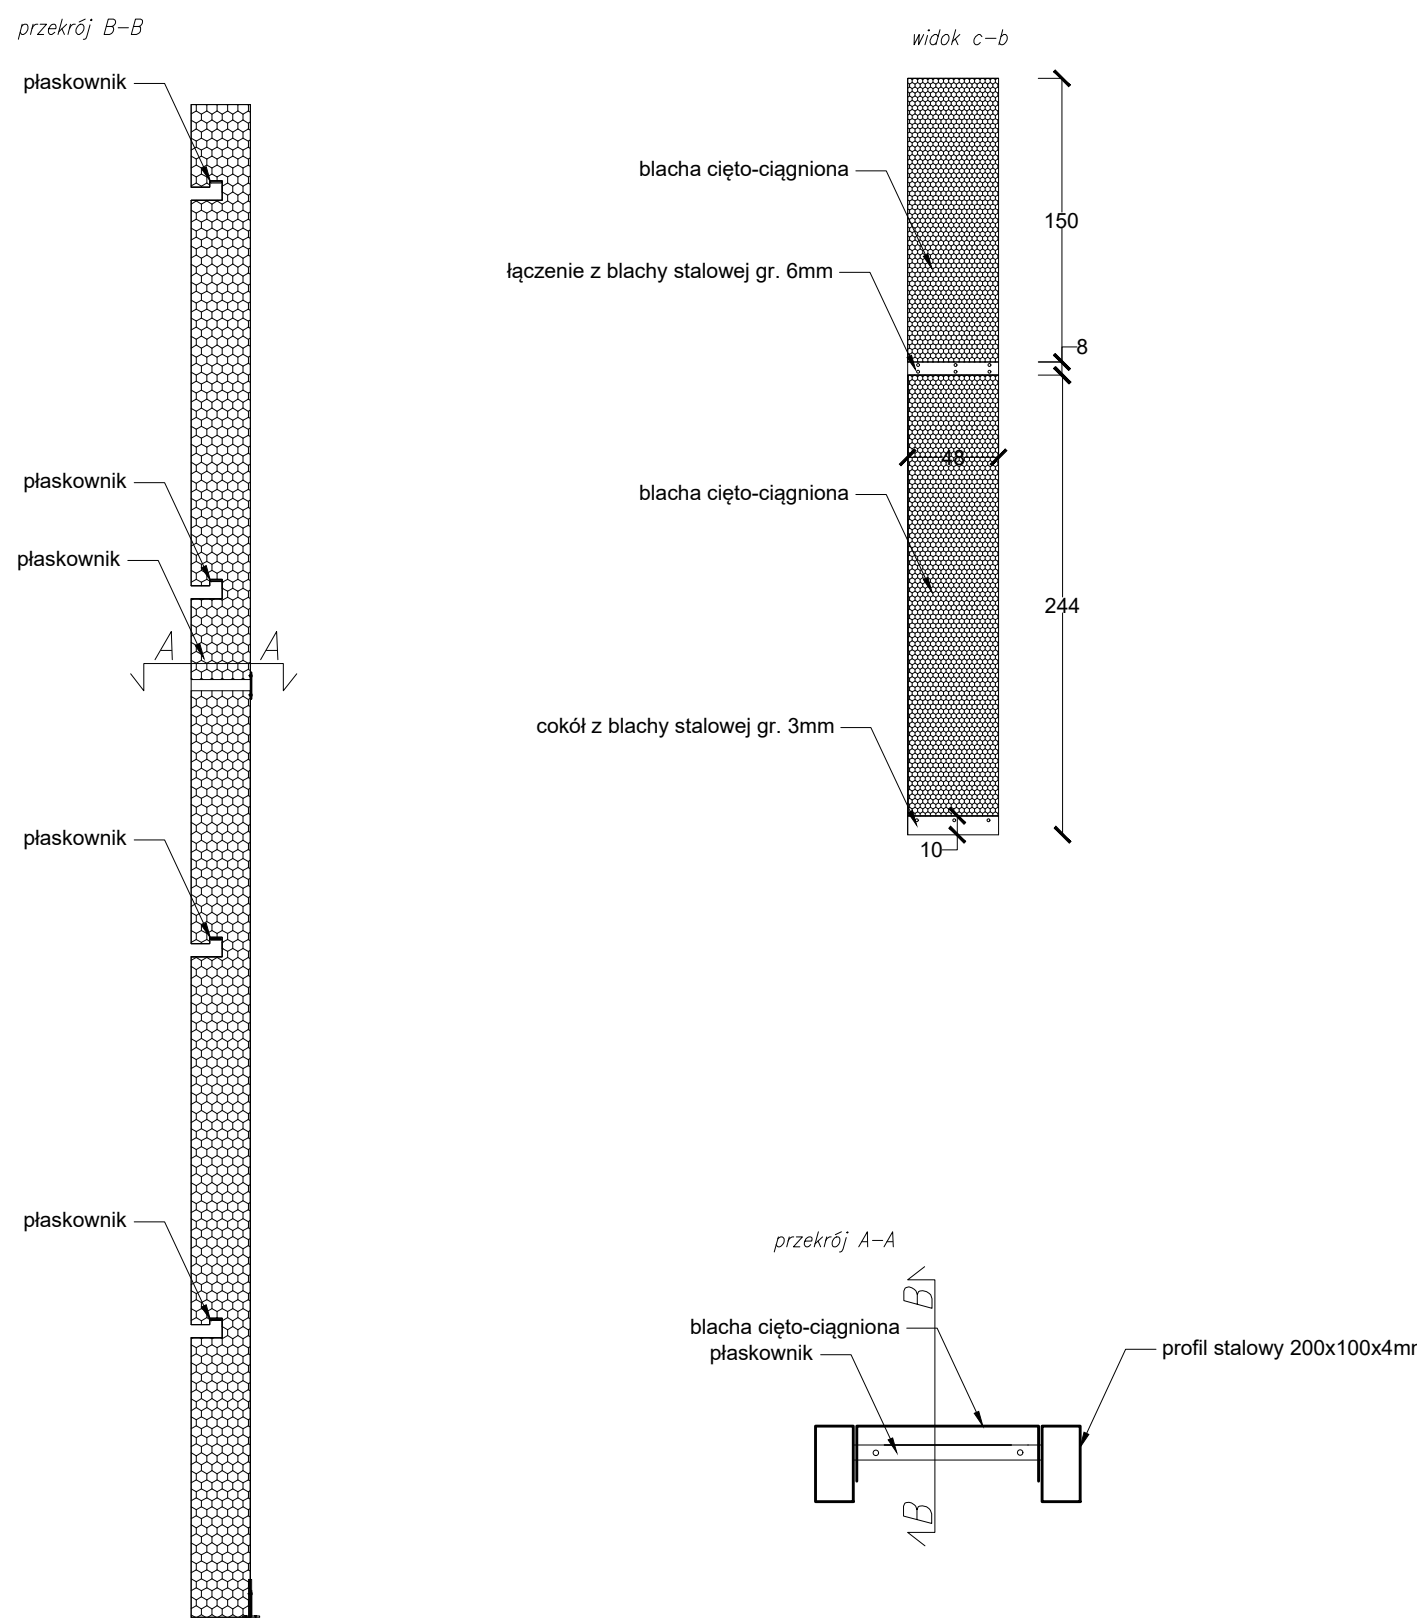 przekrój B-B
płaskownik
płaskownik
płaskownik
A A
płaskownik
płaskownik
widok c-b
blacha cięto-ciągniona
150
łączenie z blachy stalowej gr. 6mm
8
48
blacha cięto-ciągniona
244
cokół z blachy stalowej gr. 3mm
10
przekrój A-A
B
blacha cięto-ciągniona
płaskownik
profil stalowy 200x100x4m
B